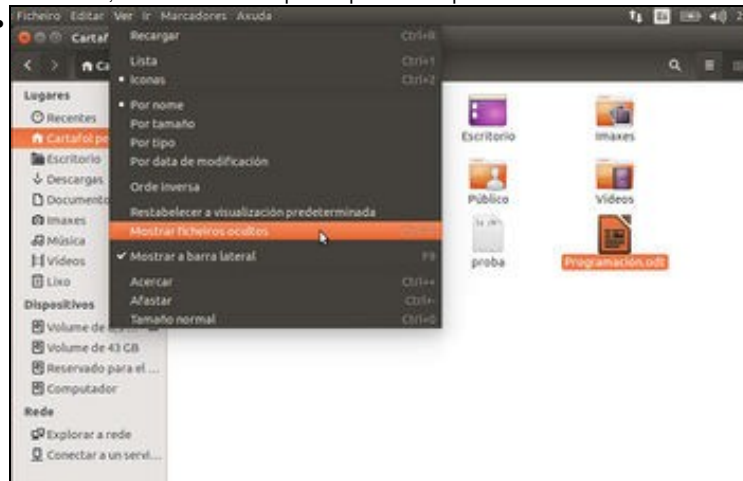 Ficheiro Editar Ver Ir Marcadores Axuda
Recargar Ctrl+R
Lista Ctrl+1
Iconas Ctrl+2
Por nome
Por tamaño
Por tipo
Por data de modificación
Orde inversa
Restabelecer a visualización predeterminada
Mostrar ficheiros ocultos
Mostrar a barra lateral F9
Acercar Ctrl++
Afastar Ctrl+-
Tamaño normal Ctrl+0
Lugares
Recentes
Cartafol
Escritorio
Descargas
Documento
Imaxes
Música
Vídeos
Lixo
Dispositivos
Volume de
Volume de 43 GB
Reservado para el ...
Computador
Rede
Explorar a rede
Conectar a un servi...
Escritorio
Imaxes
Público
Vídeos
proba
Programación.odt